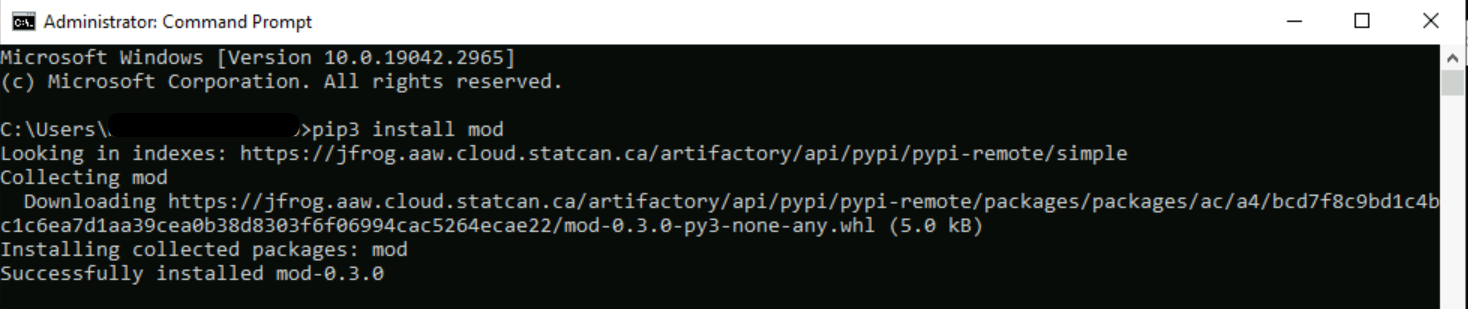 Administrator: Command Prompt
Microsoft Windows [Version 10.0.19042.2965]
(c) Microsoft Corporation. All rights reserved.
C:\Users\>pip3 install mod
Looking in indexes: https://jfrog.aaw.cloud.statcan.ca/artifactory/api/pypi/pypi-remote/simple
Collecting mod
Downloading https://jfrog.aaw.cloud.statcan.ca/artifactory/api/pypi/pypi-remote/packages/packages/ac/a4/bcd7f8c9bd1c4b
c1c6ea7d1aa39cea0b38d8303f6f06994cac5264ecae22/mod-0.3.0-py3-none-any.whl (5.0 kB)
Installing collected packages: mod
Successfully installed mod-0.3.0